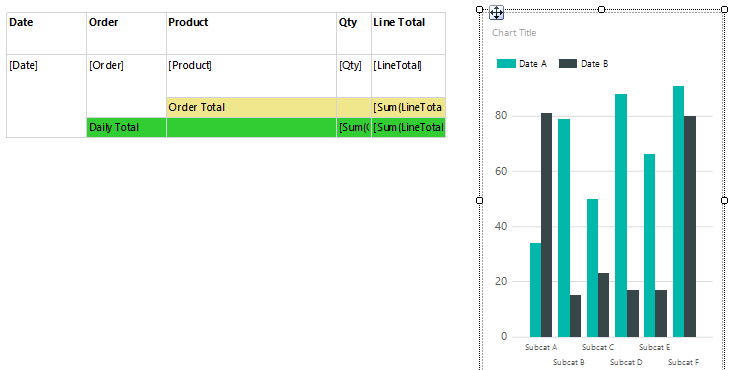 Date Order Product Qty Line Total
[Date] [Order] [Product] [Qty] [LineTotal]
Order Total [Sum(LineTota
Daily Total [Sum(Q [Sum(LineTotal
Chart Title
Date A Date B
80
60
40
20
0
Subcat A Subcat C Subcat E
Subcat B Subcat D Subcat F